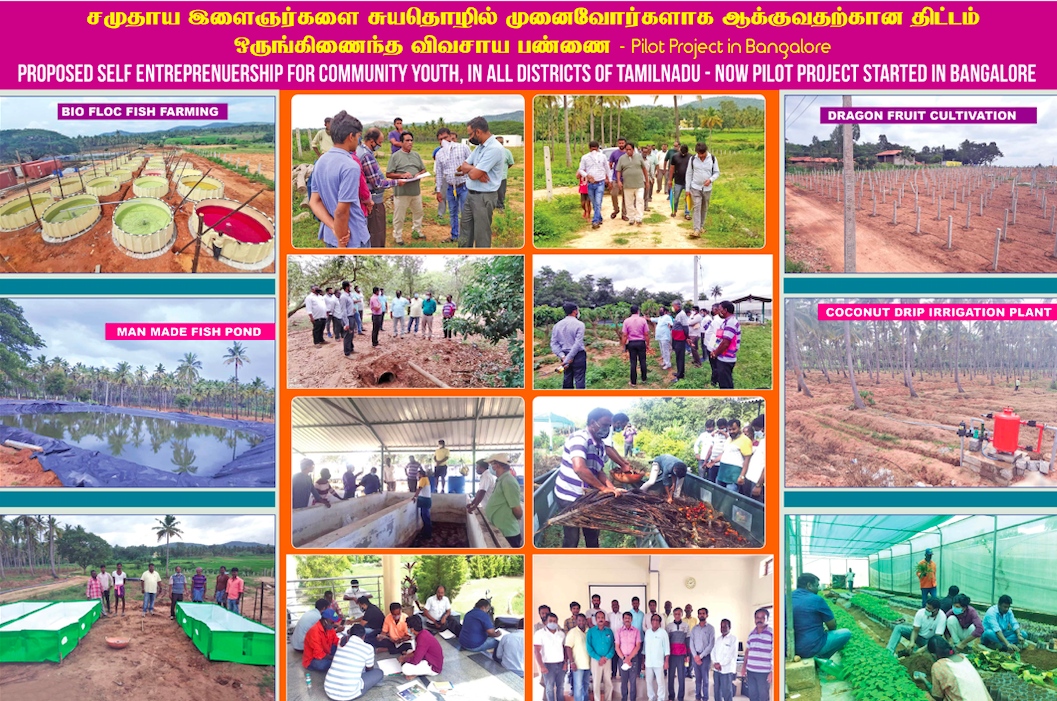 சமுதாய இளைஞர்களை சுயதொழில் முனைவோர்களாக ஆக்குவதற்கான திட்டம்
ஒருங்கிணைந்த விவசாய பண்ணை - Pilot Project in Bangalore
PROPOSED SELF ENTREPRENUERSHIP FOR COMMUNITY YOUTH, IN ALL DISTRICTS OF TAMILNADU - NOW PILOT PROJECT STARTED IN BANGALORE
BIO FLOC FISH FARMING
DRAGON FRUIT CULTIVATION
MAN MADE FISH POND
COCONUT DRIP IRRIGATION PLANT